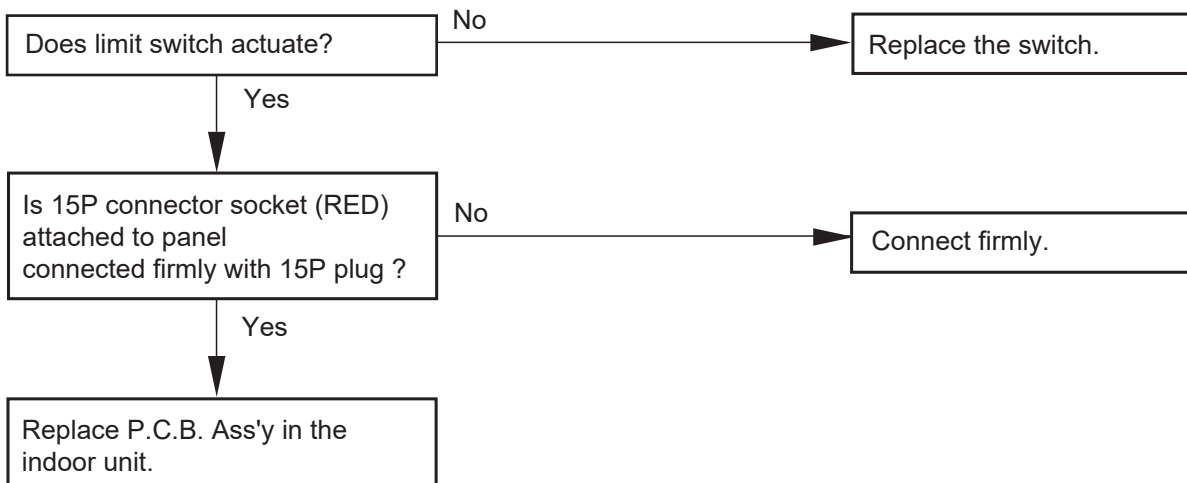 Does limit switch actuate?
No
Replace the switch.
Yes
Is 15P connector socket (RED)
attached to panel
connected firmly with 15P plug ?
No
Connect firmly.
Yes
Replace P.C.B. Ass'y in the
indoor unit.